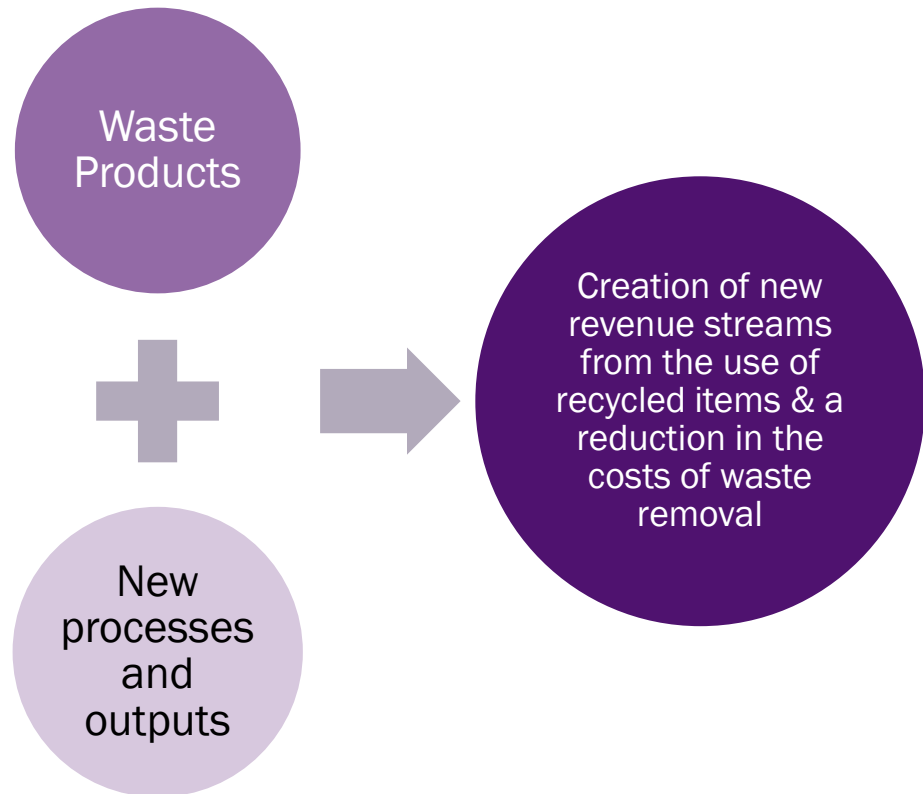 Waste
Products
New
processes
and
outputs
Creation of new
revenue streams
from the use of
recycled items & a
reduction in the
costs of waste
removal